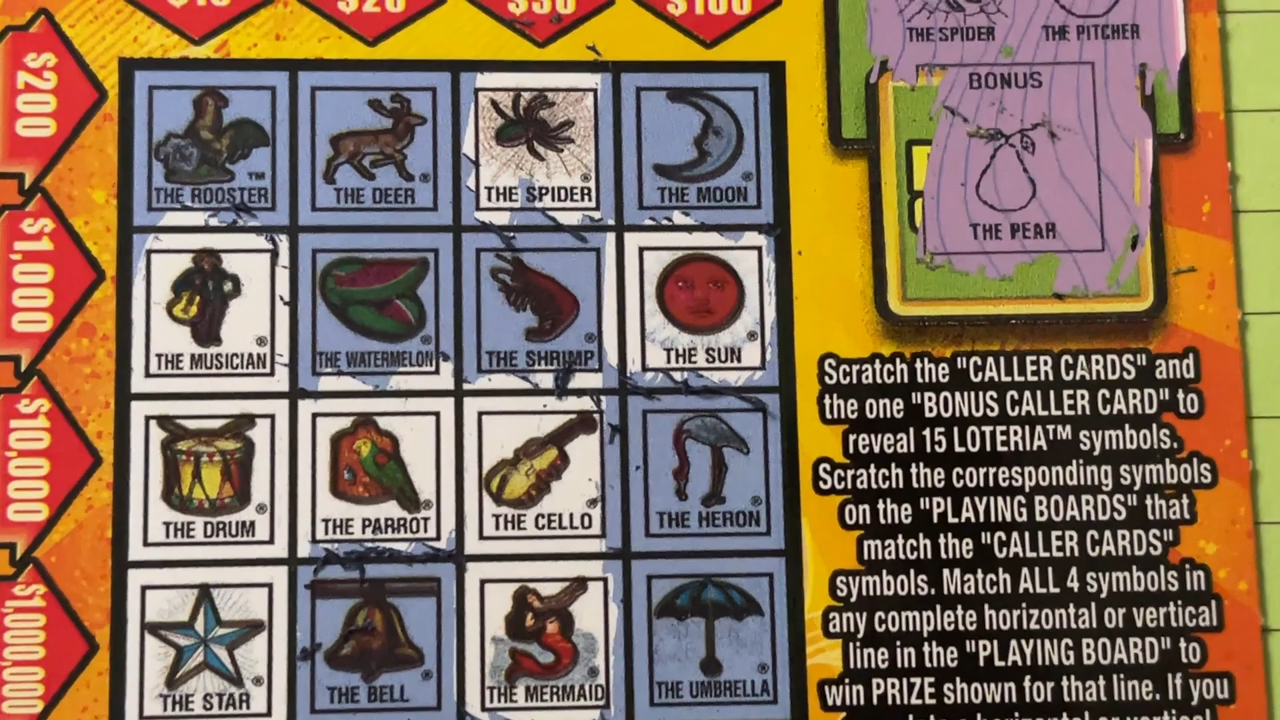 $20
$100
THE SPIDER THE PITCHER
BONUS
THE PEAR
$200
$1,000
$10,000
$1,000,000
THE ROOSTER™ THE DEER® THE SPIDER® THE MOON®
THE MUSICIAN® THE WATERMELON® THE SHRIMP® THE SUN®
THE DRUM® THE PARROT® THE CELLO® THE HERON®
THE STAR® THE BELL® THE MERMAID® THE UMBRELLA®
Scratch the "CALLER CARDS" and
the one "BONUS CALLER CARD" to
reveal 15 LOTERIA™ symbols.
Scratch the corresponding symbols
on the "PLAYING BOARDS" that
match the "CALLER CARDS"
symbols. Match ALL 4 symbols in
any complete horizontal or vertical
line in the "PLAYING BOARD" to
win PRIZE shown for that line. If you